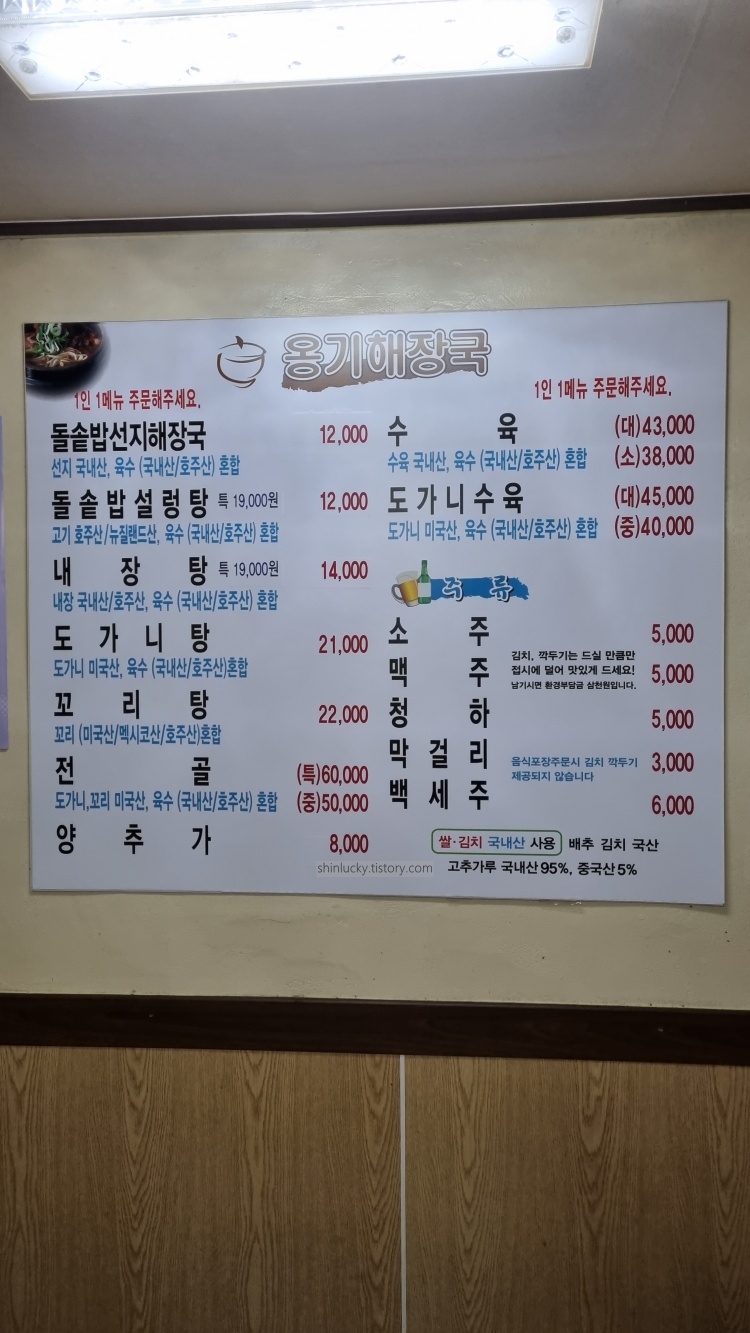 옹기해장국
1인 1메뉴 주문해주세요.
돌솥밥선지해장국 12,000
선지 국내산, 육수 (국내산/호주산) 혼합
돌솥밥설렁탕 특 19,000원 12,000
고기 호주산/뉴질랜드산, 육수 (국내산/호주산) 혼합
내장탕 특 19,000원 14,000
내장 국내산/호주산, 육수 (국내산/호주산) 혼합
도가니탕 21,000
도가니 미국산, 육수 (국내산/호주산)혼합
꼬리탕 22,000
꼬리 (미국산/멕시코산/호주산)혼합
전골 (특)60,000
도가니,꼬리 미국산, 육수 (국내산/호주산) 혼합 (중)50,000
양추가 8,000
1인 1메뉴 주문해주세요.
수육 (대)43,000
수육 국내산, 육수 (국내산/호주산) 혼합 (소)38,000
도가니수육 (대)45,000
도가니 미국산, 육수 (국내산/호주산) 혼합 (중)40,000
주류
소주 5,000
맥주 5,000
청하 5,000
막걸리 3,000
백세주 6,000
김치, 깍두기는 드실 만큼만
접시에 덜어 맛있게 드세요!
남기시면 환경부담금 삼천원입니다.
음식포장주문시 김치 깍두기
제공되지 않습니다
쌀·김치 국내산 사용 배추 김치 국산
고추가루 국내산95%, 중국산5%
shinlucky.tistory.com